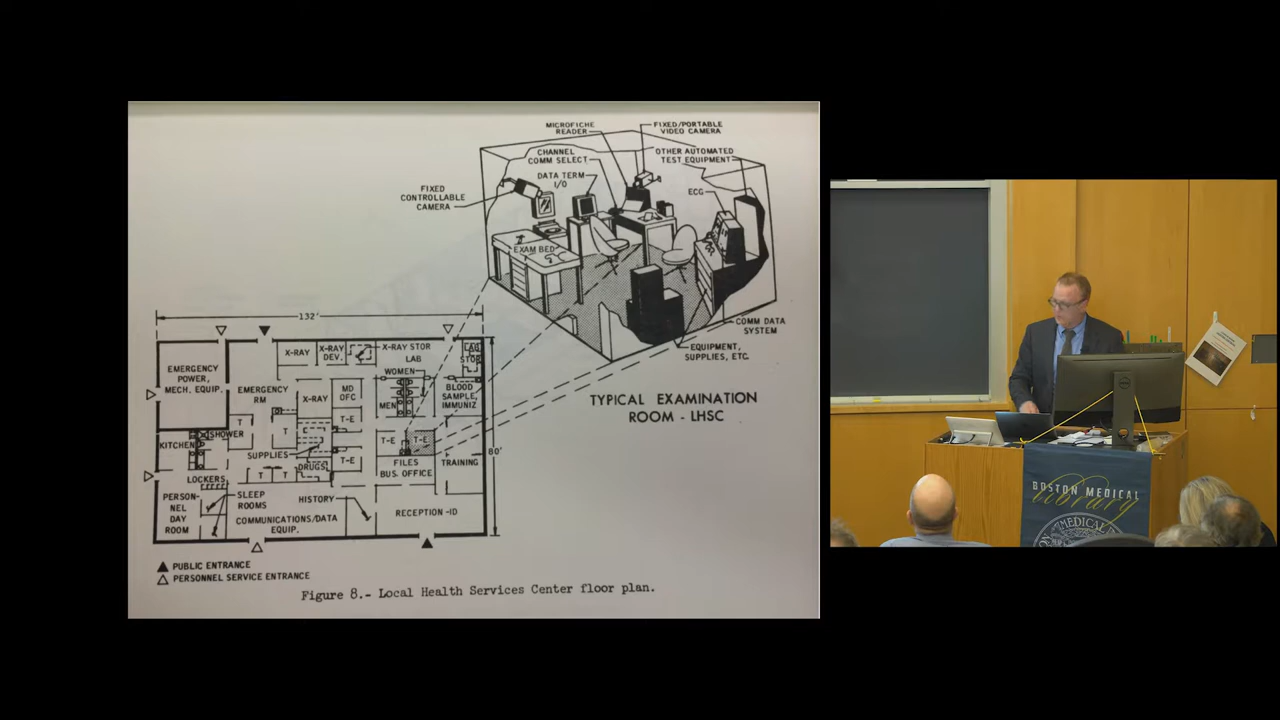 MICROFICHE
READER
FIXED/PORTABLE
VIDEO CAMERA
CHANNEL
COMM SELECT
OTHER AUTOMATED
TEST EQUIPMENT
DATA TERM
I/O
FIXED
CONTROLLABLE
CAMERA
ECG
EXAM BED
COMM DATA
SYSTEM
EQUIPMENT,
SUPPLIES, ETC.
TYPICAL EXAMINATION
ROOM - LHSC
132'
80'
EMERGENCY
POWER,
MECH. EQUIP.
X-RAY
X-RAY
DEV.
X-RAY STOR
LAB
LAB
STOR
WOMEN
EMERGENCY
RM
X-RAY
MD
OFC
MEN
BLOOD
SAMPLE,
IMMUNIZ
T-E
T
T
SHOWER
KITCHEN
T-E
T-E
SUPPLIES
T-E
FILES
BUS. OFFICE
TRAINING
DRUGS
LOCKERS
T
T
PERSON-
NEL
DAY
ROOM
SLEEP
ROOMS
HISTORY
COMMUNICATIONS/DATA
EQUIP.
RECEPTION-ID
PUBLIC ENTRANCE
PERSONNEL SERVICE ENTRANCE
Figure 8.- Local Health Services Center floor plan.
BOSTON MEDICAL
library